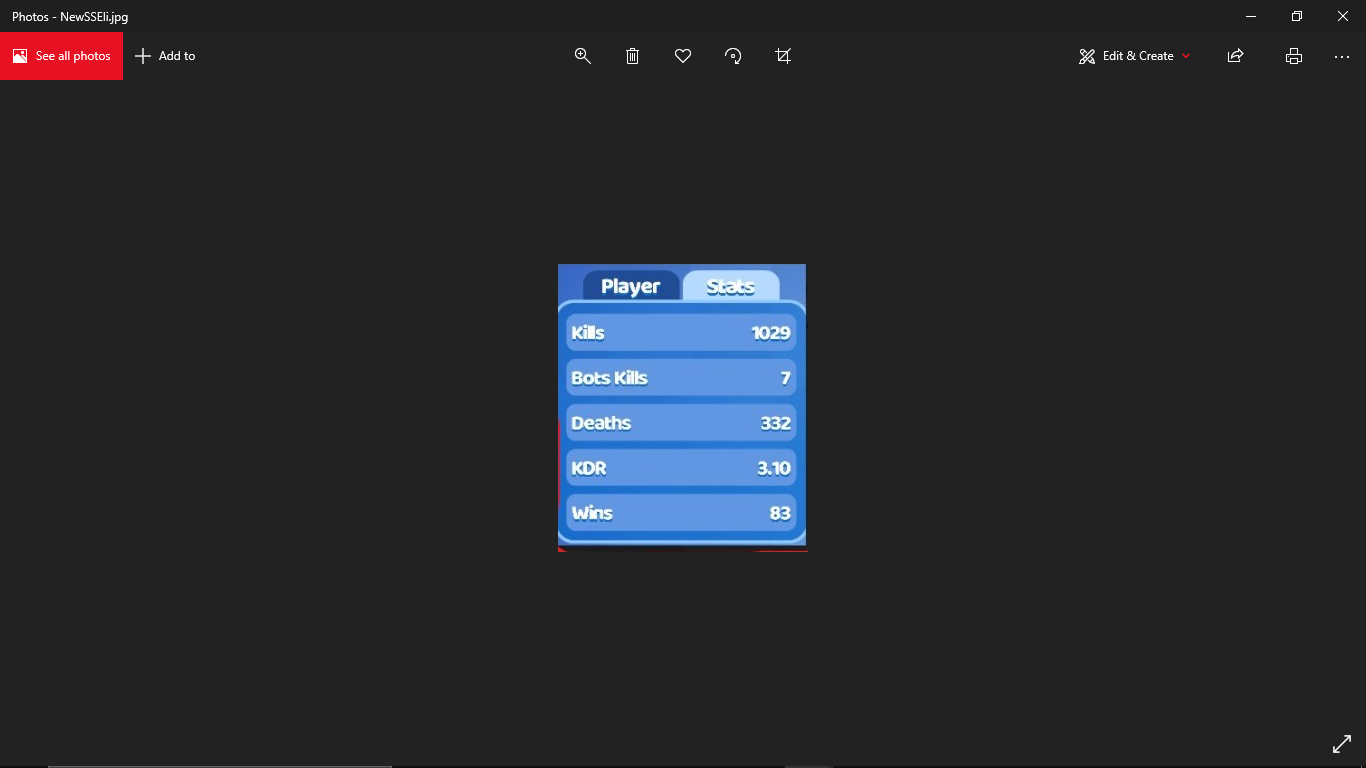 Photos - NewSSEli.jpg
See all photos
Add to
Edit & Create
Player Stats
Kills 1029
Bots Kills 7
Deaths 332
KDR 3.10
Wins 83